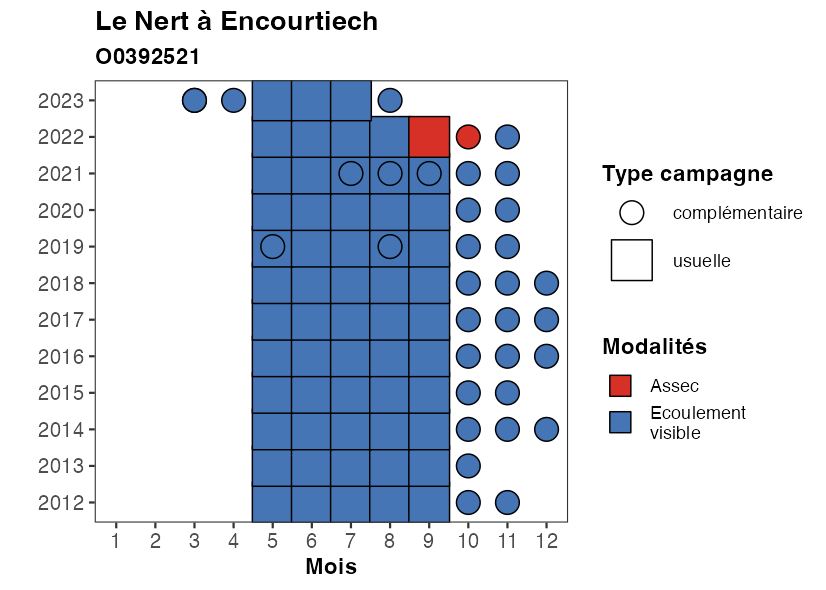 Le Nert à Encourtiech
O0392521
2023
2022
2021
2020
2019
2018
2017
2016
2015
2014
2013
2012
1 2 3 4 5 6 7 8 9 10 11 12
Mois
Type campagne
complémentaire
usuelle
Modalités
Assec
Ecoulement
visible